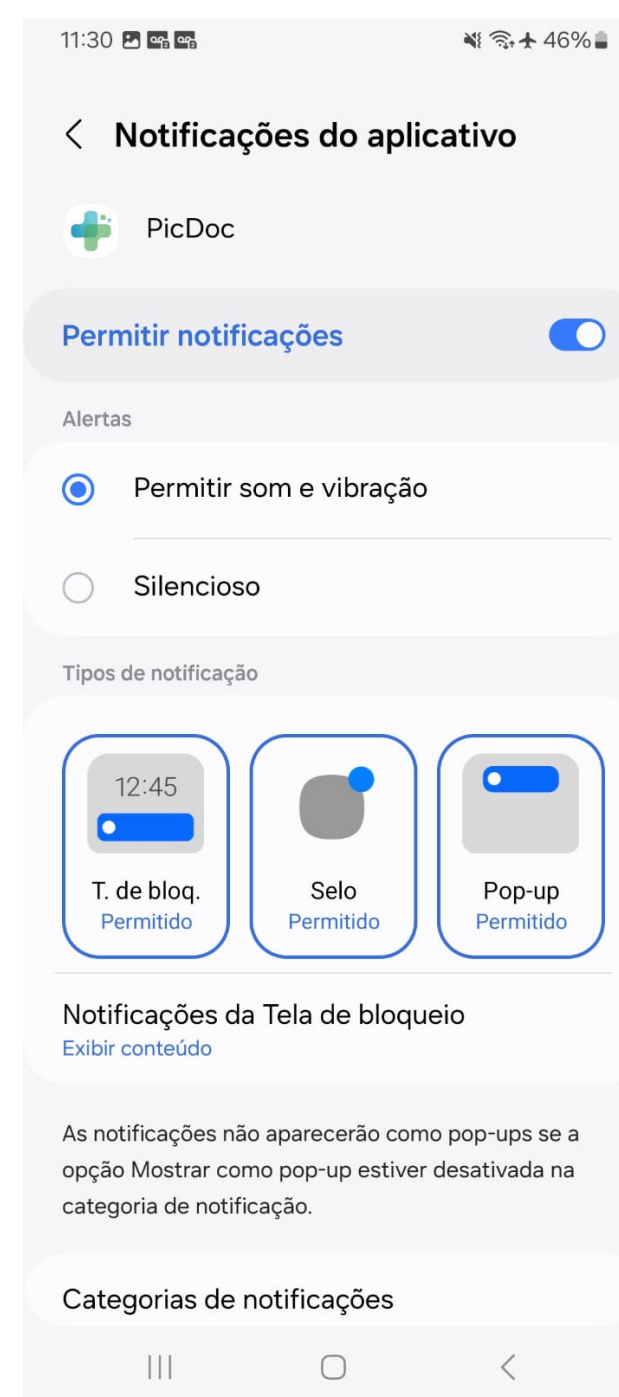 11:30 46%
Notificações do aplicativo
PicDoc
Permitir notificações
Alertas
Permitir som e vibração
Silencioso
Tipos de notificação
12:45
T. de bloq. Selo Pop-up
Permitido Permitido Permitido
Notificações da Tela de bloqueio
Exibir conteúdo
As notificações não aparecerão como pop-ups se a
opção Mostrar como pop-up estiver desativada na
categoria de notificação.
Categorias de notificações